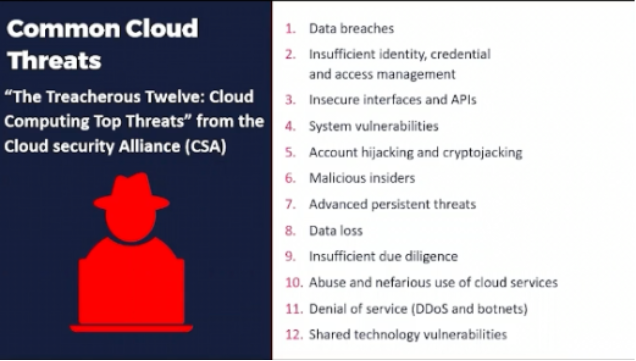 Common Cloud
Threats
“The Treacherous Twelve: Cloud
Computing Top Threats” from the
Cloud security Alliance (CSA)
1. Data breaches
2. Insufficient identity, credential
and access management
3. Insecure interfaces and APIs
4. System vulnerabilities
5. Account hijacking and cryptojacking
6. Malicious insiders
7. Advanced persistent threats
8. Data loss
9. Insufficient due diligence
10. Abuse and nefarious use of cloud services
11. Denial of service (DDoS and botnets)
12. Shared technology vulnerabilities